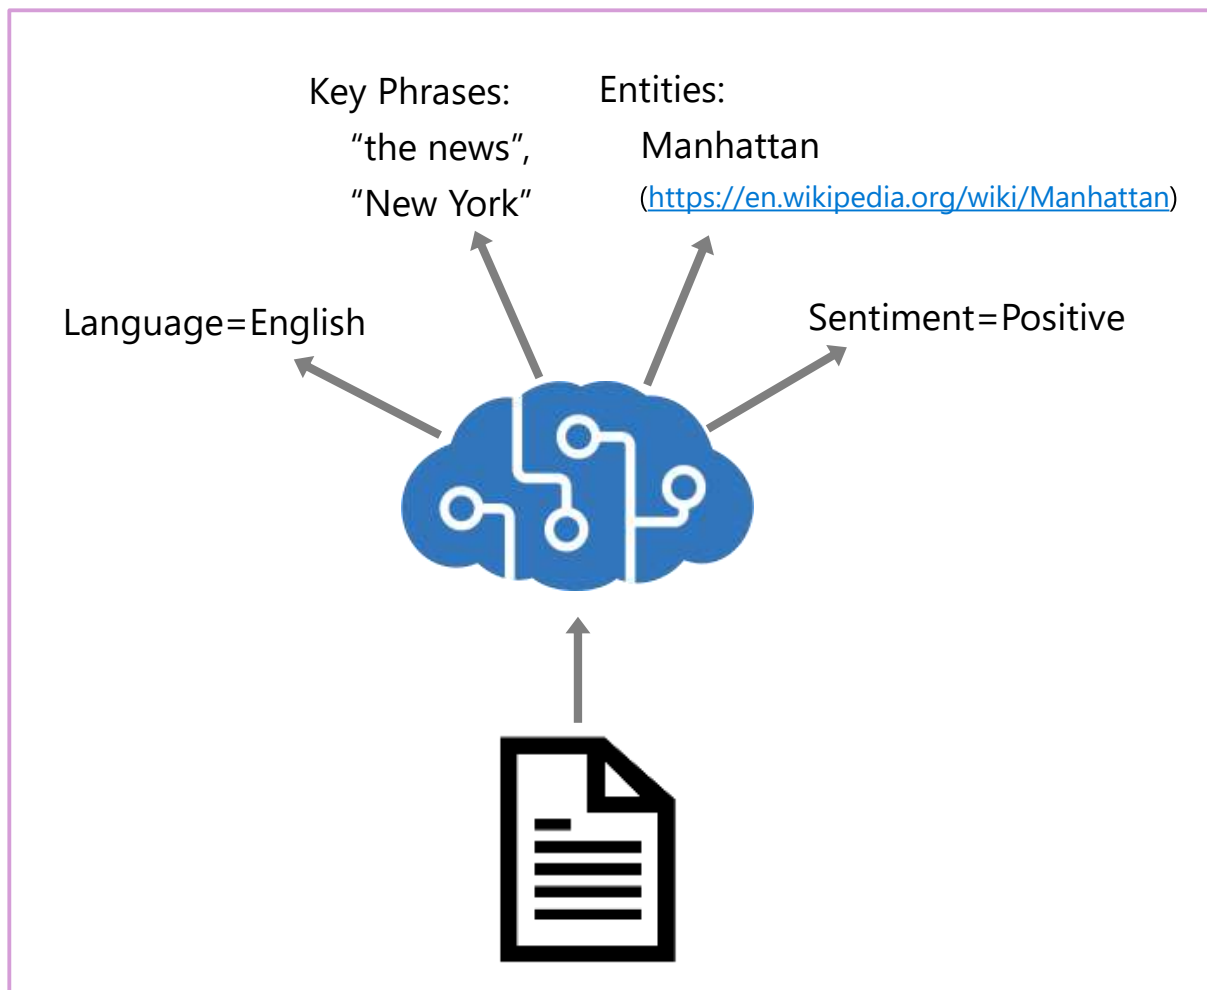 Key Phrases:
“the news”,
“New York”
Entities:
Manhattan
(https://en.wikipedia.org/wiki/Manhattan)
Language=English
Sentiment=Positive